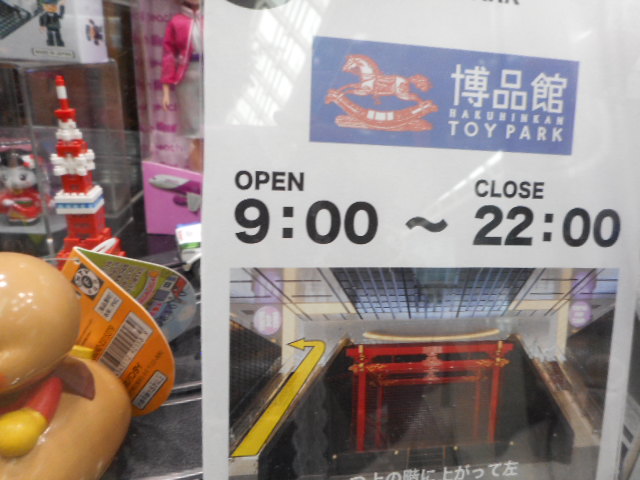 博品館
HAKUHINKAN
TOY PARK
OPEN
CLOSE
9:00 ～ 22:00
つ上の階に上がって左